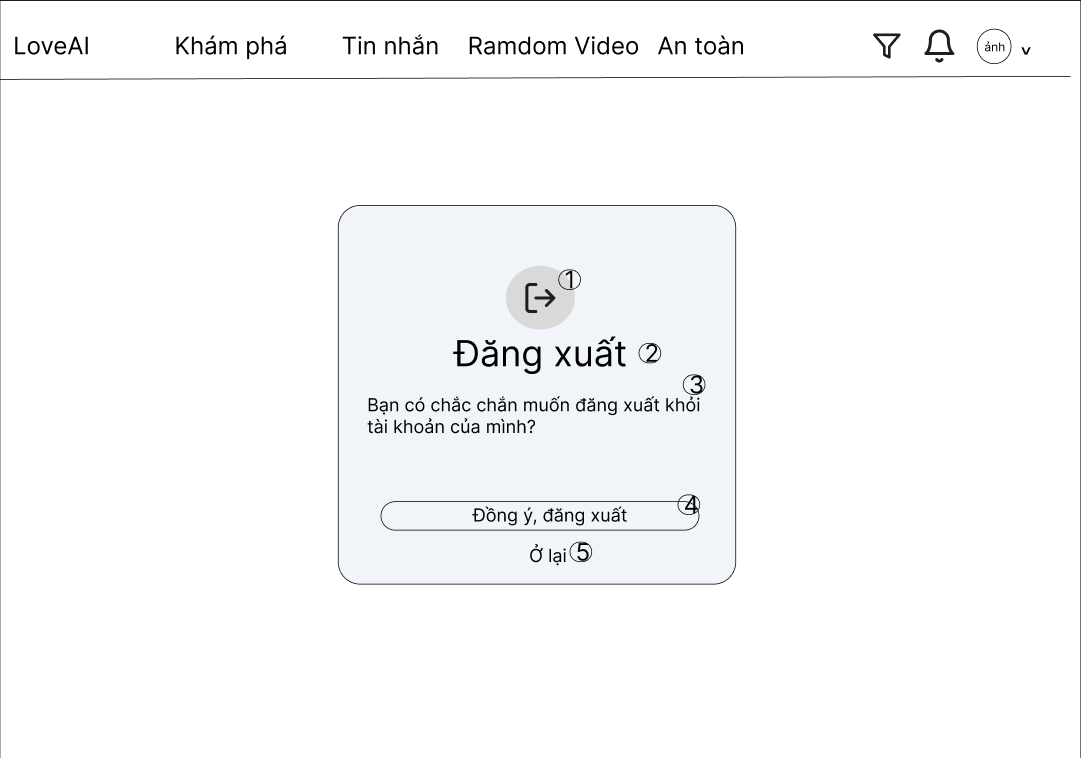 LoveAI Khám phá Tin nhắn Ramdom Video An toàn ảnh v
1
Đăng xuất 2
3
Bạn có chắc chắn muốn đăng xuất khỏi
tài khoản của mình?
4
Đồng ý, đăng xuất
Ở lại 5